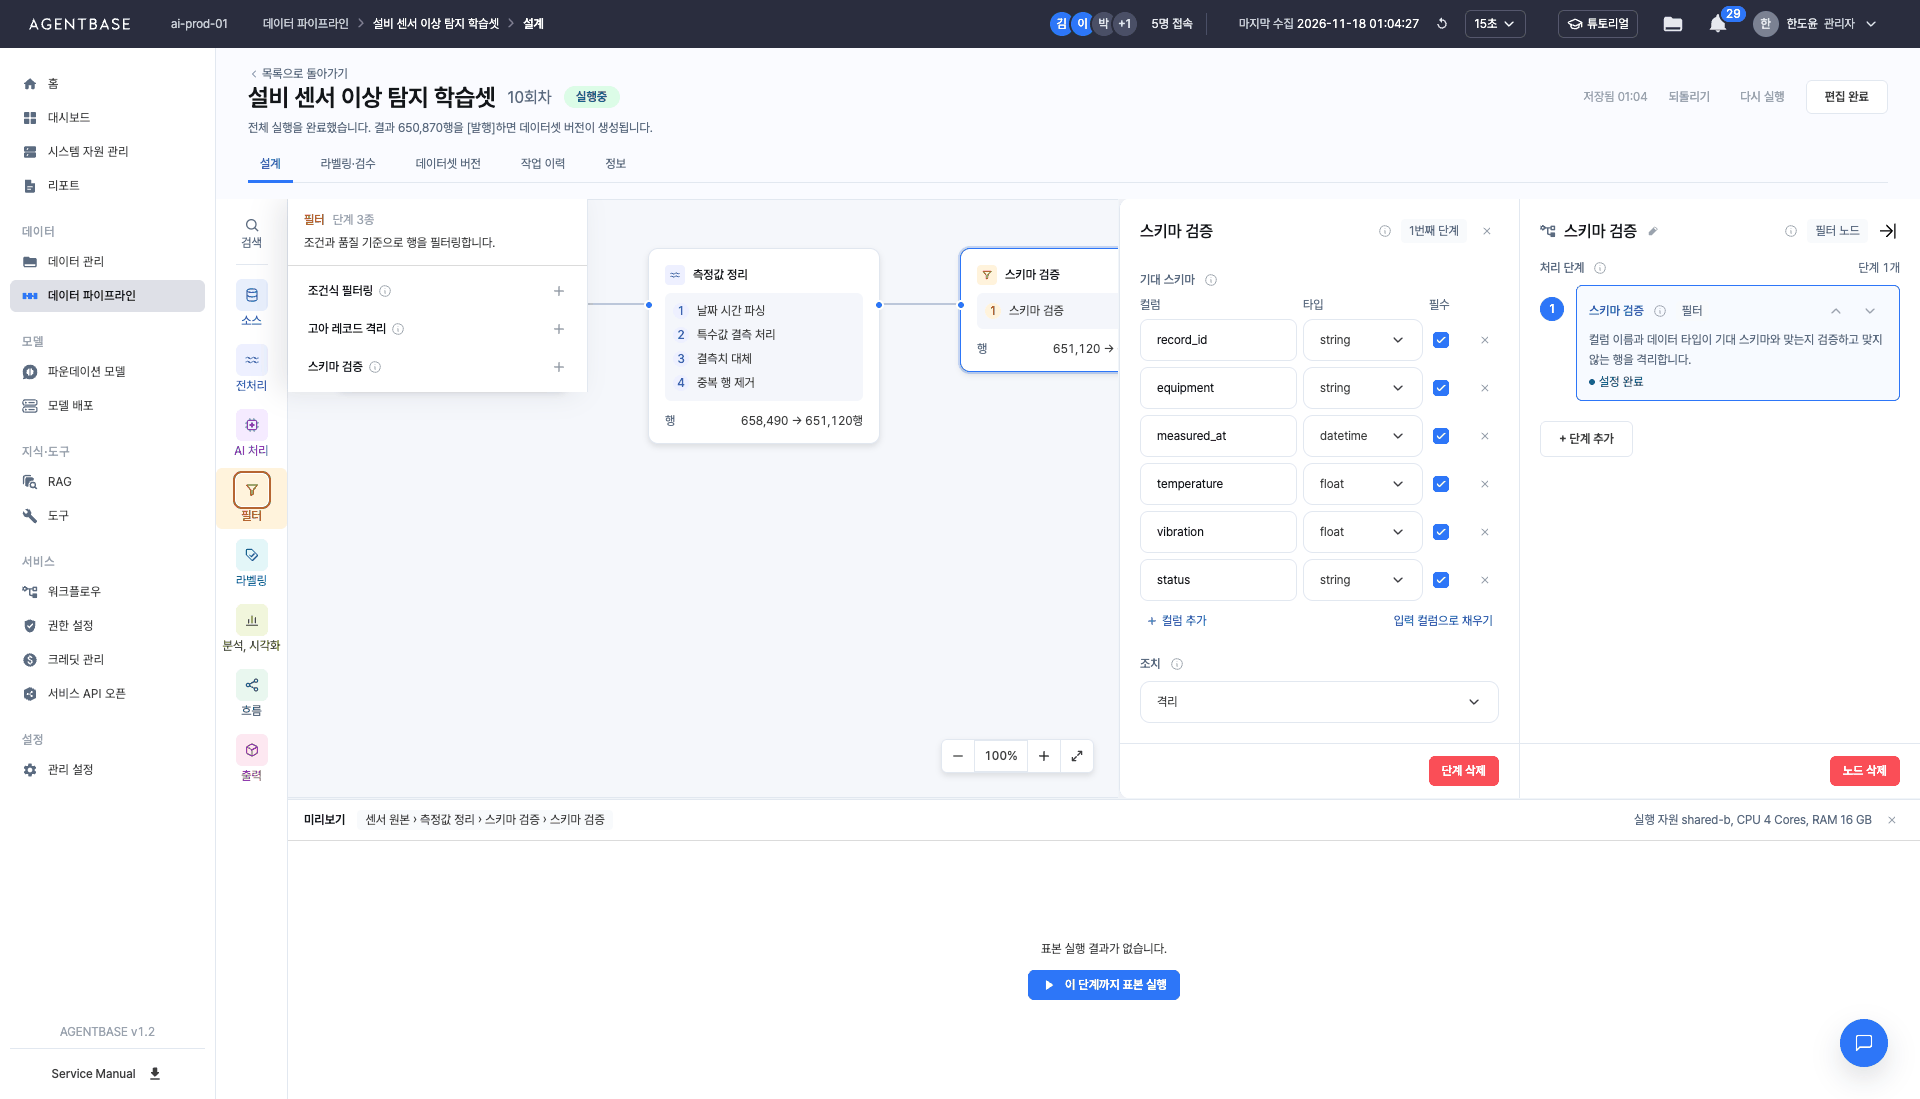 AGENTBASE
ai-prod-01
데이터 파이프라인 > 설비 센서 이상 탐지 학습셋 > 설계
김 이 박 +1 5명 접속
마지막 수집 2026-11-18 01:04:27
15초
튜토리얼
29
한 한도윤 관리자
홈
대시보드
시스템 자원 관리
리포트
데이터
데이터 관리
데이터 파이프라인
모델
파운데이션 모델
모델 배포
지식·도구
RAG
도구
서비스
워크플로우
권한 설정
크레딧 관리
서비스 API 오픈
설정
관리 설정
AGENTBASE v1.2
Service Manual
목록으로 돌아가기
설비 센서 이상 탐지 학습셋 10회차 실행중
전체 실행을 완료했습니다. 결과 650,870행을 [발행]하면 데이터셋 버전이 생성됩니다.
저장됨 01:04 되돌리기 다시 실행 편집 완료
설계 라벨링·검수 데이터셋 버전 작업 이력 정보
검색
소스
전처리
AI 처리
필터
라벨링
분석, 시각화
흐름
출력
필터 단계 3종
조건과 품질 기준으로 행을 필터링합니다.
조건식 필터링
고아 레코드 격리
스키마 검증
측정값 정리
1 날짜 시간 파싱
2 특수값 결측 처리
3 결측치 대체
4 중복 행 제거
행 658,490 → 651,120행
스키마 검증
1 스키마 검증
행 651,120 →
100%
스키마 검증 1번째 단계
기대 스키마
컬럼 타입 필수
record_id string
equipment string
measured_at datetime
temperature float
vibration float
status string
+ 컬럼 추가 입력 컬럼으로 채우기
조치
격리
단계 삭제
스키마 검증 필터 노드
처리 단계 단계 1개
1 스키마 검증 필터
컬럼 이름과 데이터 타입이 기대 스키마와 맞는지 검증하고 맞지
않는 행을 격리합니다.
설정 완료
+ 단계 추가
노드 삭제
미리보기 센서 원본 › 측정값 정리 › 스키마 검증 › 스키마 검증
실행 자원 shared-b, CPU 4 Cores, RAM 16 GB
표본 실행 결과가 없습니다.
이 단계까지 표본 실행